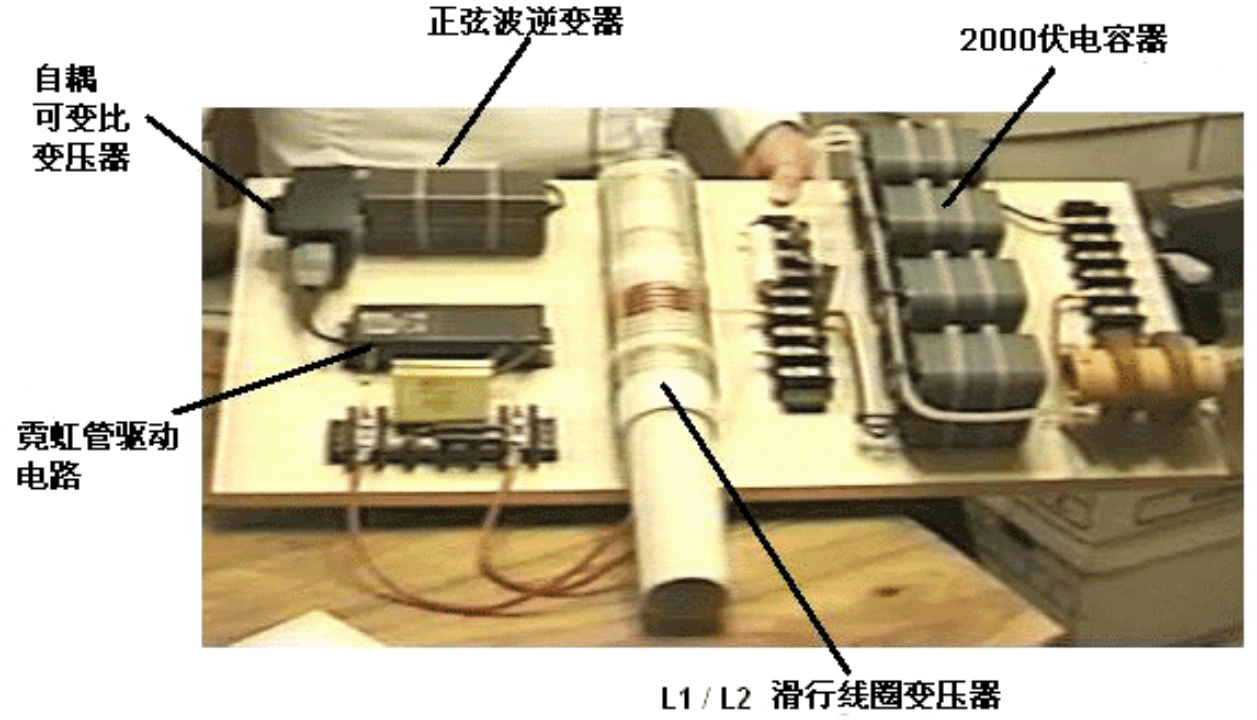 正弦波逆变器
2000伏电容器
自耦
可变比
变压器
霓虹管驱动
电路
L1 / L2 滑行线圈变压器